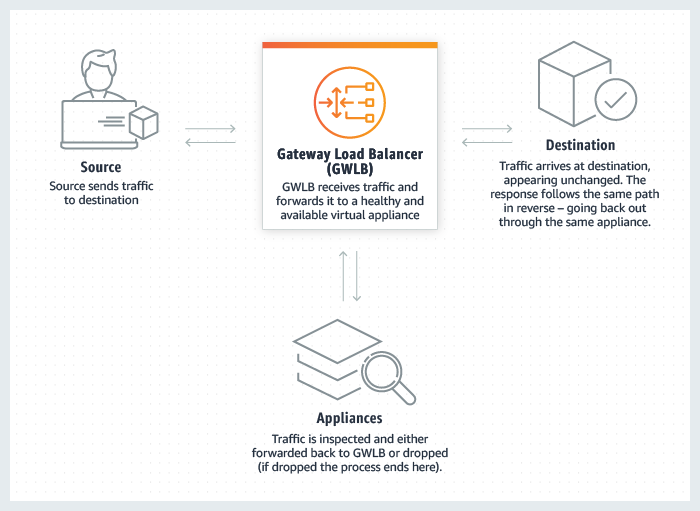 Source
Source sends traffic
to destination
Gateway Load Balancer
(GWLB)
GWLB receives traffic and
forwards it to a healthy and
available virtual appliance
Destination
Traffic arrives at destination,
appearing unchanged. The
response follows the same path
in reverse – going back out
through the same appliance.
Appliances
Traffic is inspected and either
forwarded back to GWLB or dropped
(if dropped the process ends here).